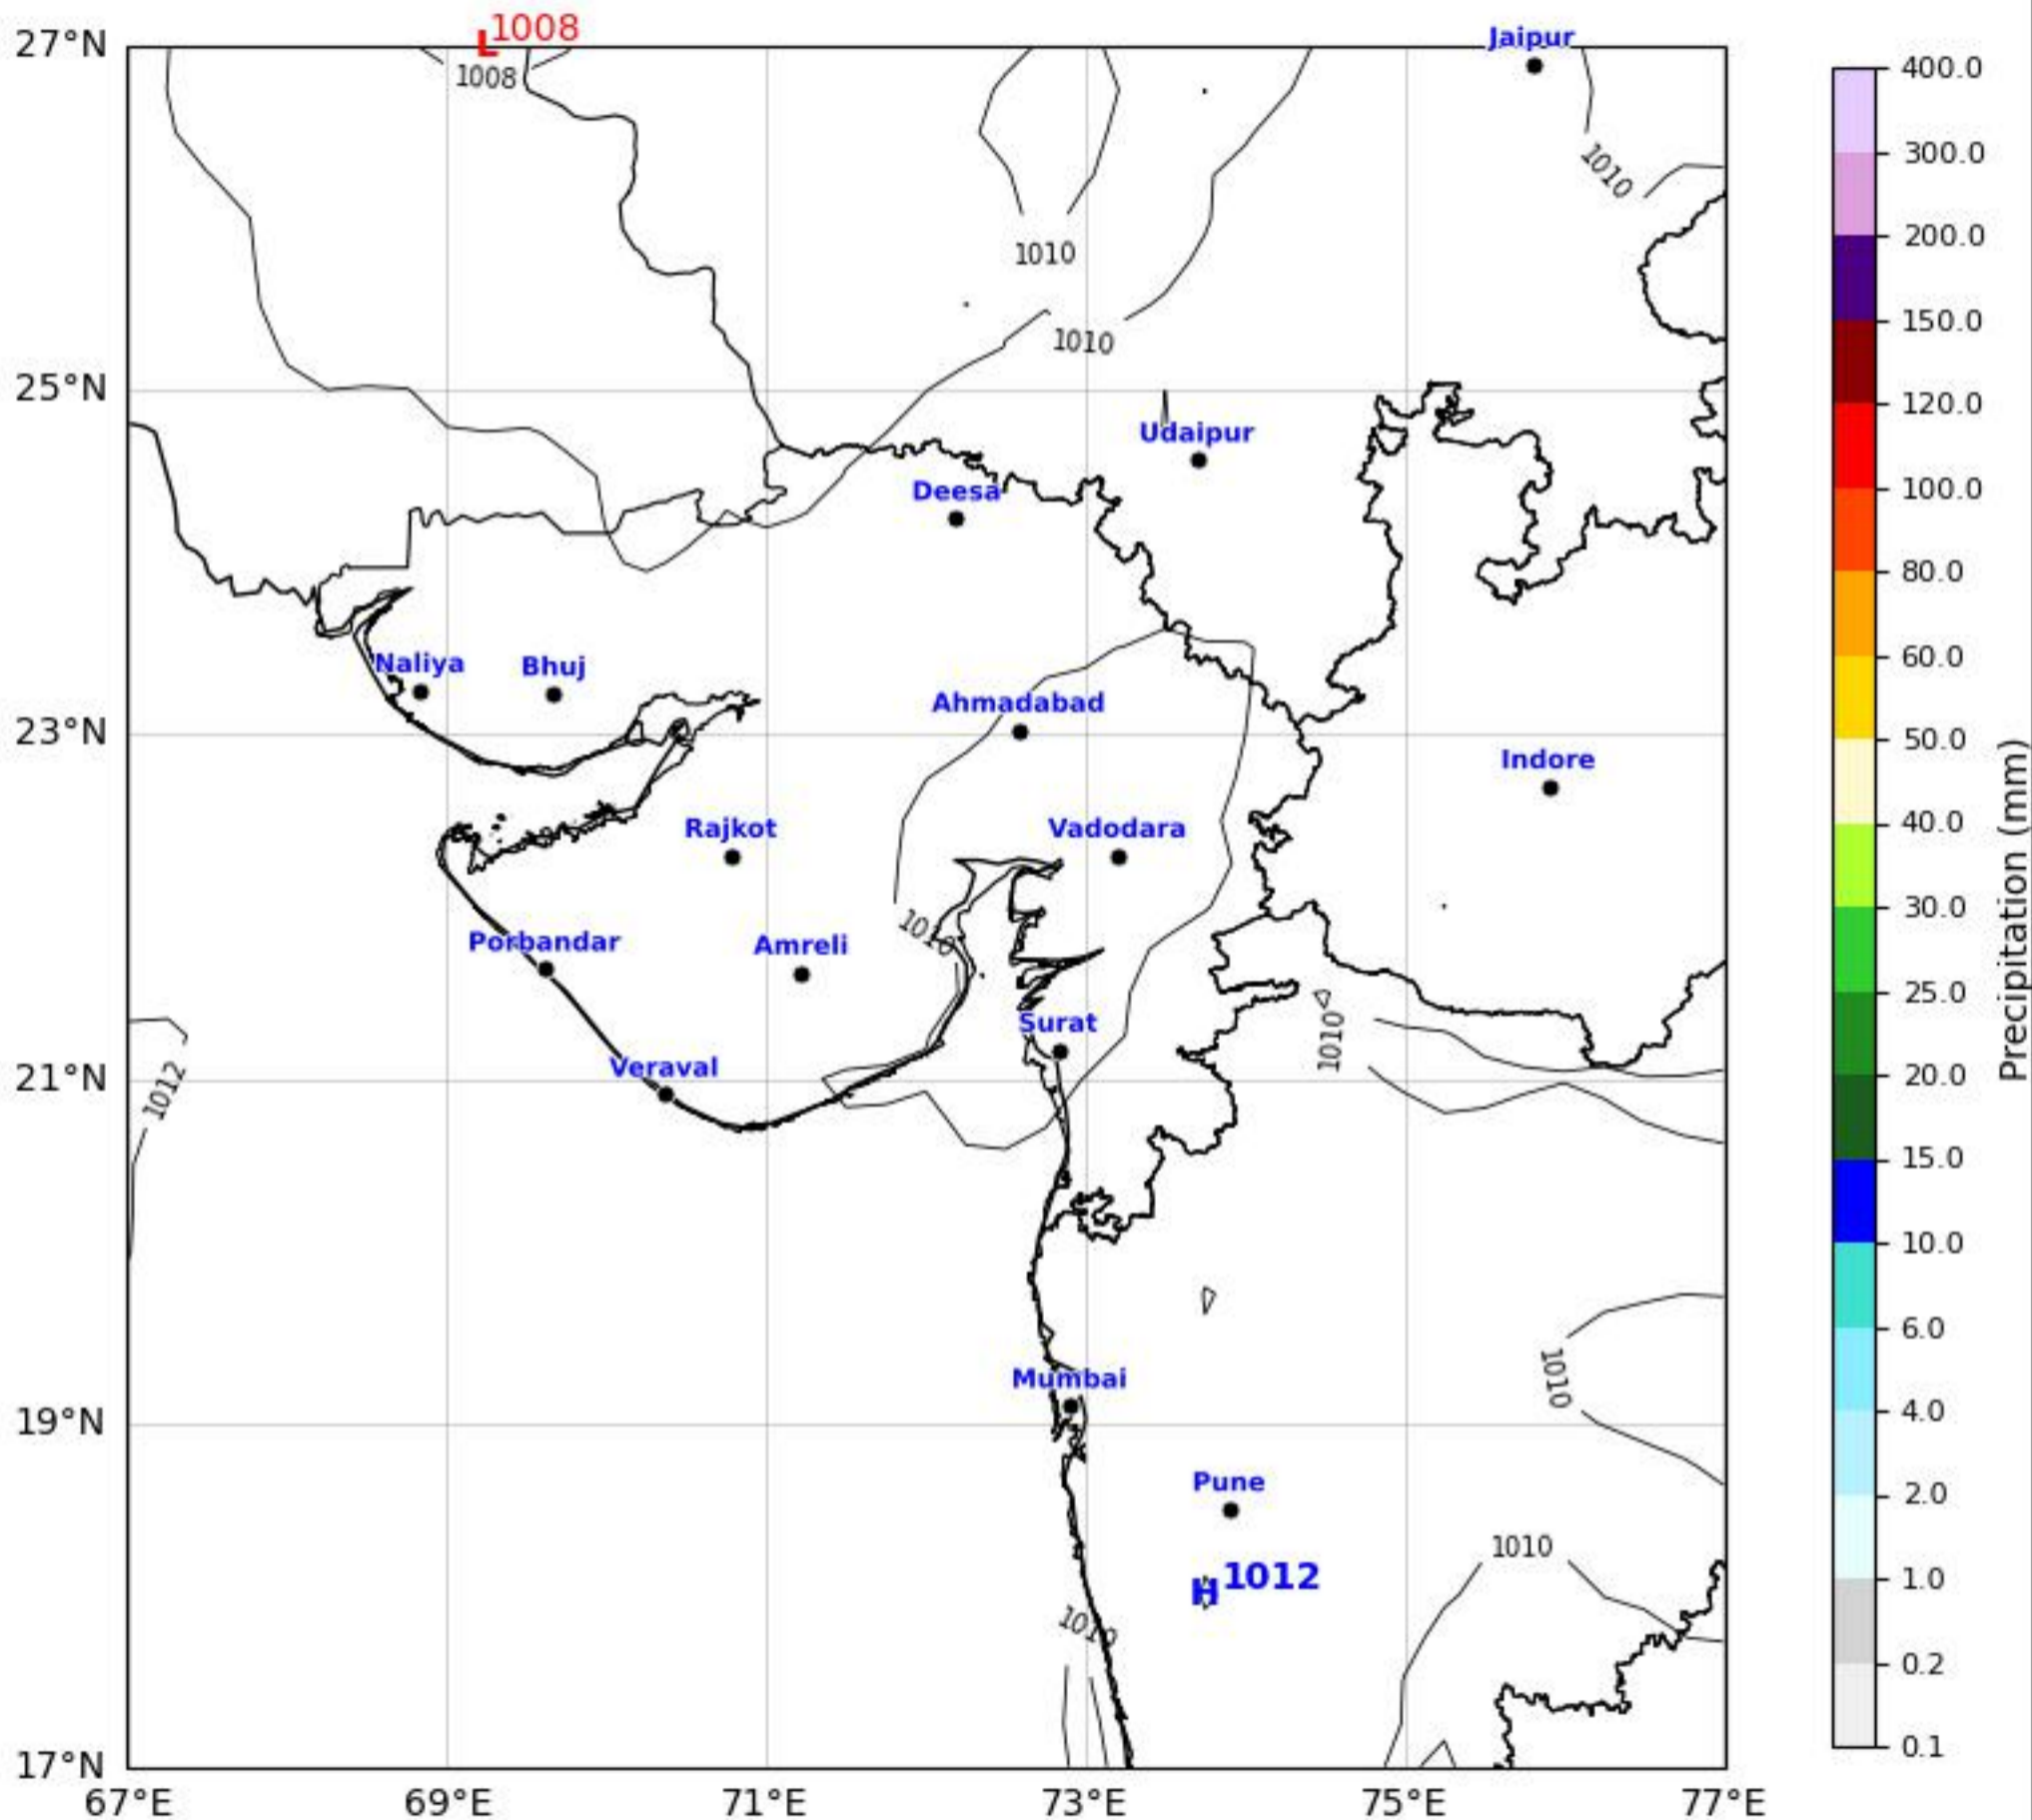 L 1008
27°N
Jaipur
400.0
1008
300.0
1010
1010
200.0
1010
150.0
25°N
120.0
Udaipur
Deesa
100.0
80.0
Naliya
Bhuj
60.0
Ahmadabad
23°N
50.0
Indore
Precipitation (mm)
40.0
Rajkot
Vadodara
30.0
1010
Porbandar
Amreli
25.0
Surat
1010
1012
Veraval
21°N
20.0
15.0
10.0
6.0
Mumbai
1010
19°N
4.0
Pune
2.0
1010
H 1012
1.0
1010
0.2
17°N
0.1
67°E
69°E
71°E
73°E
75°E
77°E